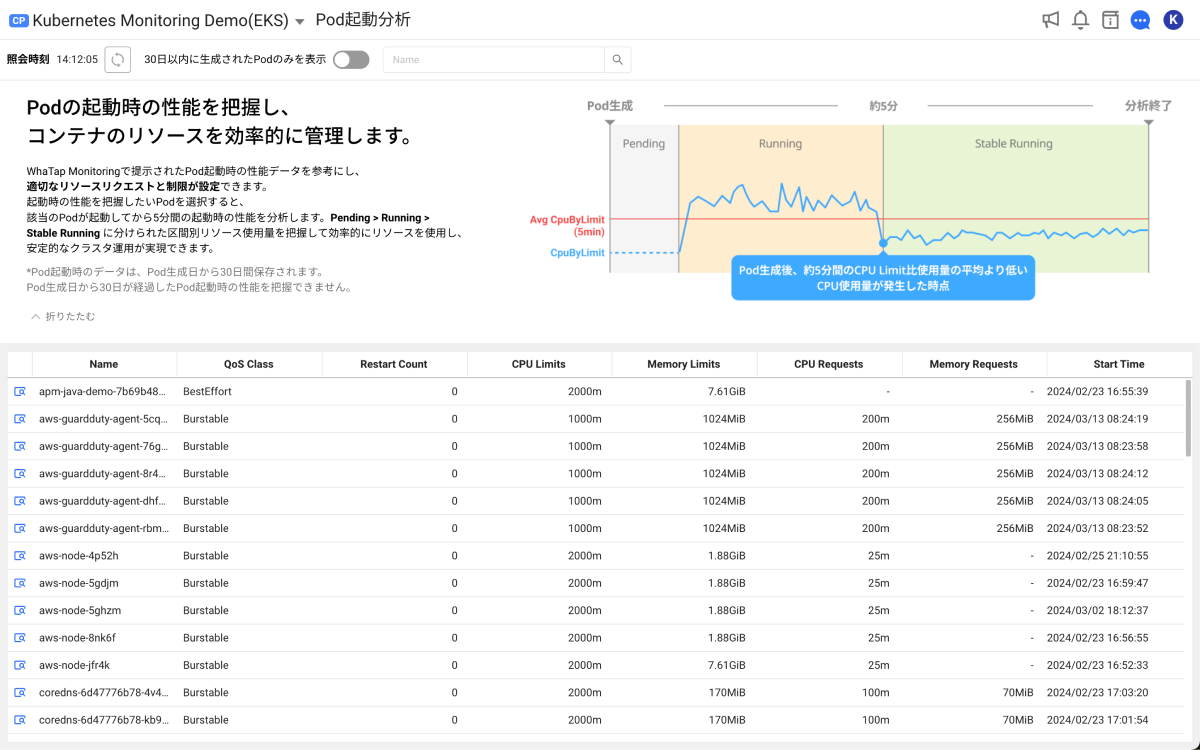 CP Kubernetes Monitoring Demo(EKS) Pod起動分析
K
照会時刻 14:12:05 30日以内に生成されたPodのみを表示 Name
Podの起動時の性能を把握し、
コンテナのリソースを効率的に管理します。
WhaTap Monitoringで提示されたPod起動時の性能データを参考にし、
適切なリソースリクエストと制限が設定できます。
起動時の性能を把握したいPodを選択すると、
該当のPodが起動してから5分間の起動時の性能を分析します。Pending > Running >
Stable Running に分けられた区間別リソース使用量を把握して効率的にリソースを使用し、
安定的なクラスタ運用が実現できます。
*Pod起動時のデータは、Pod生成日から30日間保存されます。
Pod生成日から30日が経過したPod起動時の性能を把握できません。
折りたたむ
Pod生成 約5分 分析終了
Pending Running Stable Running
Avg CpuByLimit
(5min)
CpuByLimit
Pod生成後、約5分間のCPU Limit比使用量の平均より低い
CPU使用量が発生した時点
Name QoS Class Restart Count CPU Limits Memory Limits CPU Requests Memory Requests Start Time
apm-java-demo-7b69b48... BestEffort 0 2000m 7.61GiB - - 2024/02/23 16:55:39
aws-guardduty-agent-5cq... Burstable 0 1000m 1024MiB 200m 256MiB 2024/03/13 08:24:19
aws-guardduty-agent-76g... Burstable 0 1000m 1024MiB 200m 256MiB 2024/03/13 08:23:58
aws-guardduty-agent-8r4... Burstable 0 1000m 1024MiB 200m 256MiB 2024/03/13 08:24:12
aws-guardduty-agent-dhf... Burstable 0 1000m 1024MiB 200m 256MiB 2024/03/13 08:24:05
aws-guardduty-agent-rbm... Burstable 0 1000m 1024MiB 200m 256MiB 2024/03/13 08:23:52
aws-node-4p52h Burstable 0 2000m 1.88GiB 25m - 2024/02/25 21:10:55
aws-node-5gdjm Burstable 0 2000m 1.88GiB 25m - 2024/02/23 16:59:47
aws-node-5ghzm Burstable 0 2000m 1.88GiB 25m - 2024/03/02 18:12:37
aws-node-8nk6f Burstable 0 2000m 1.88GiB 25m - 2024/02/23 16:56:55
aws-node-jfr4k Burstable 0 2000m 7.61GiB 25m - 2024/02/23 16:52:33
coredns-6d47776b78-4v4... Burstable 0 2000m 170MiB 100m 70MiB 2024/02/23 17:03:20
coredns-6d47776b78-kb9... Burstable 0 2000m 170MiB 100m 70MiB 2024/02/23 17:01:54